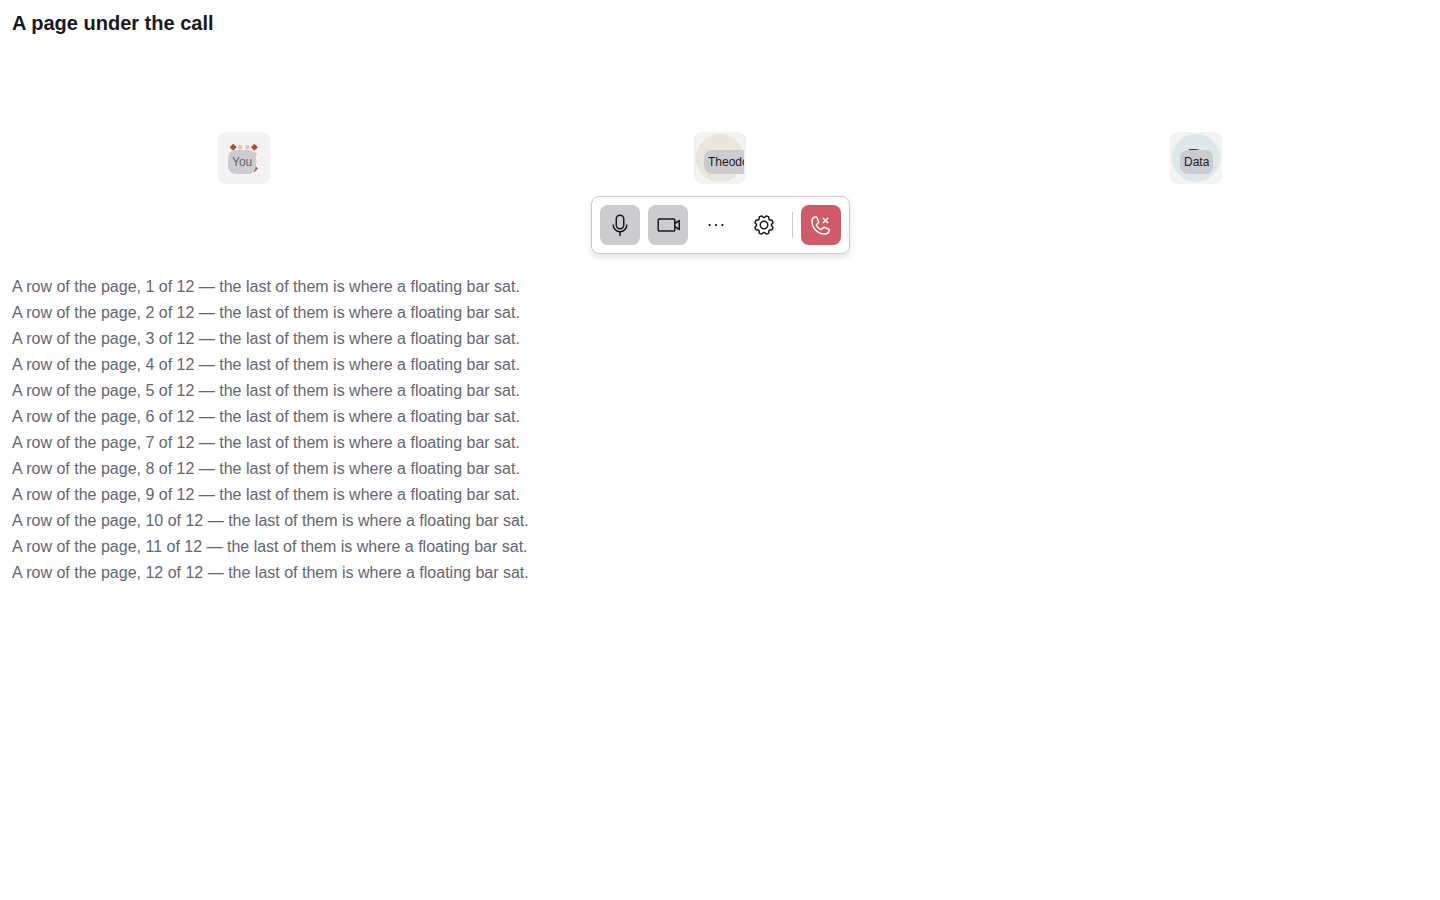 A page under the call
You
Data
A row of the page, 1 of 12 — the last of them is where a floating bar sat.
A row of the page, 2 of 12 — the last of them is where a floating bar sat.
A row of the page, 3 of 12 — the last of them is where a floating bar sat.
A row of the page, 4 of 12 — the last of them is where a floating bar sat.
A row of the page, 5 of 12 — the last of them is where a floating bar sat.
A row of the page, 6 of 12 — the last of them is where a floating bar sat.
A row of the page, 7 of 12 — the last of them is where a floating bar sat.
A row of the page, 8 of 12 — the last of them is where a floating bar sat.
A row of the page, 9 of 12 — the last of them is where a floating bar sat.
A row of the page, 10 of 12 — the last of them is where a floating bar sat.
A row of the page, 11 of 12 — the last of them is where a floating bar sat.
A row of the page, 12 of 12 — the last of them is where a floating bar sat.